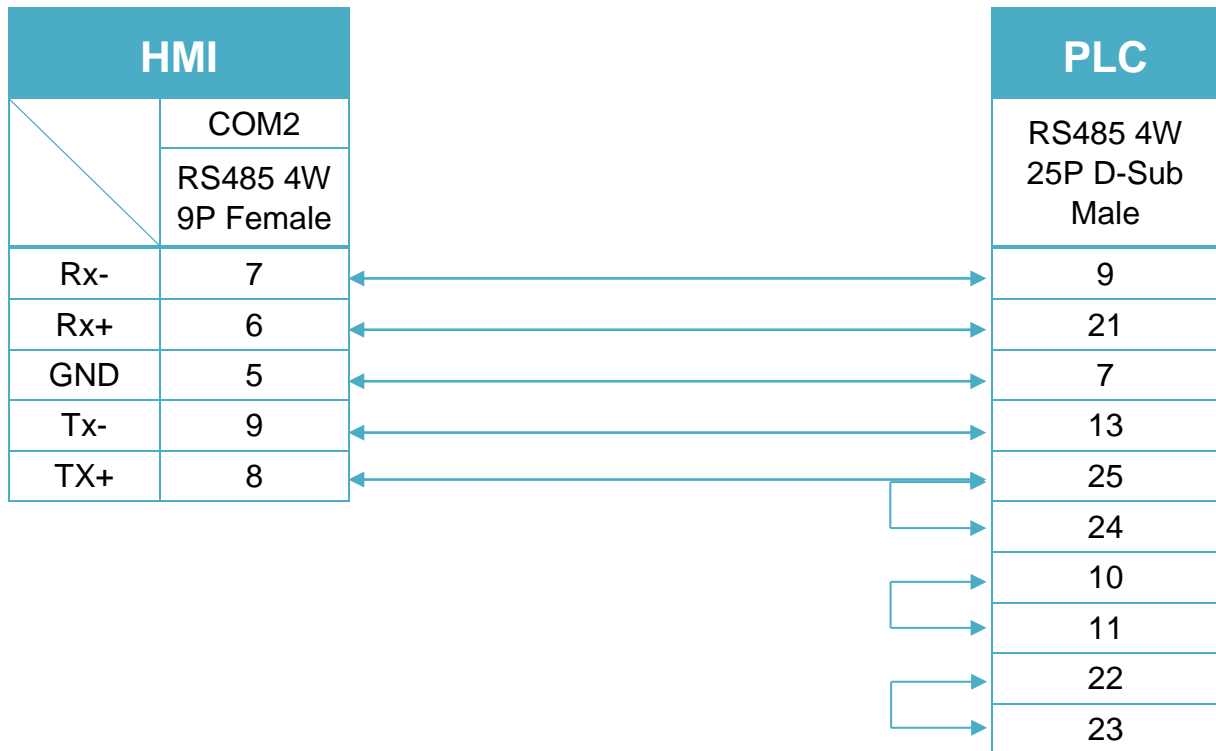 HMI
PLC
COM2
RS485 4W
9P Female
RS485 4W
25P D-Sub
Male
Rx- 7 9
Rx+ 6 21
GND 5 7
Tx- 9 13
TX+ 8 25
24
10
11
22
23